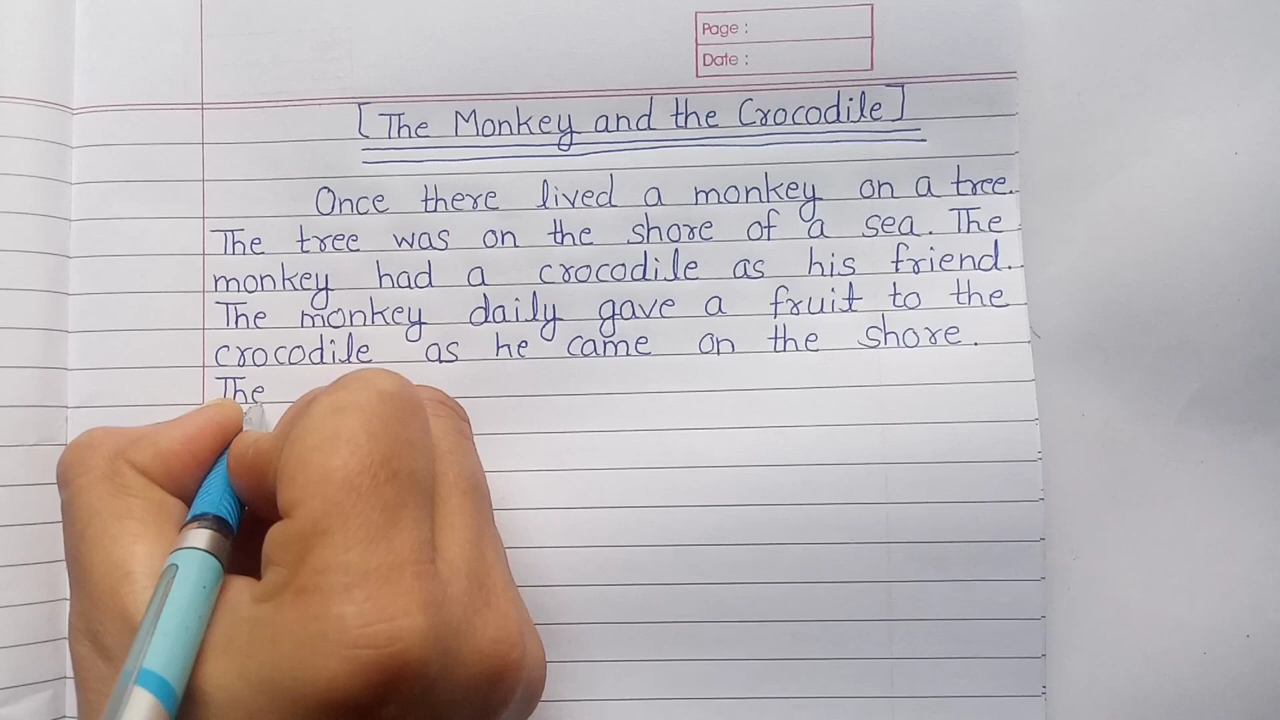 Page :
Date :
[The Monkey and the Crocodile]
Once there lived a monkey on a tree.
The tree was on the shore of a sea. The
monkey had a crocodile as his friend.
The monkey daily gave a fruit to the
crocodile as he came on the shore.
The